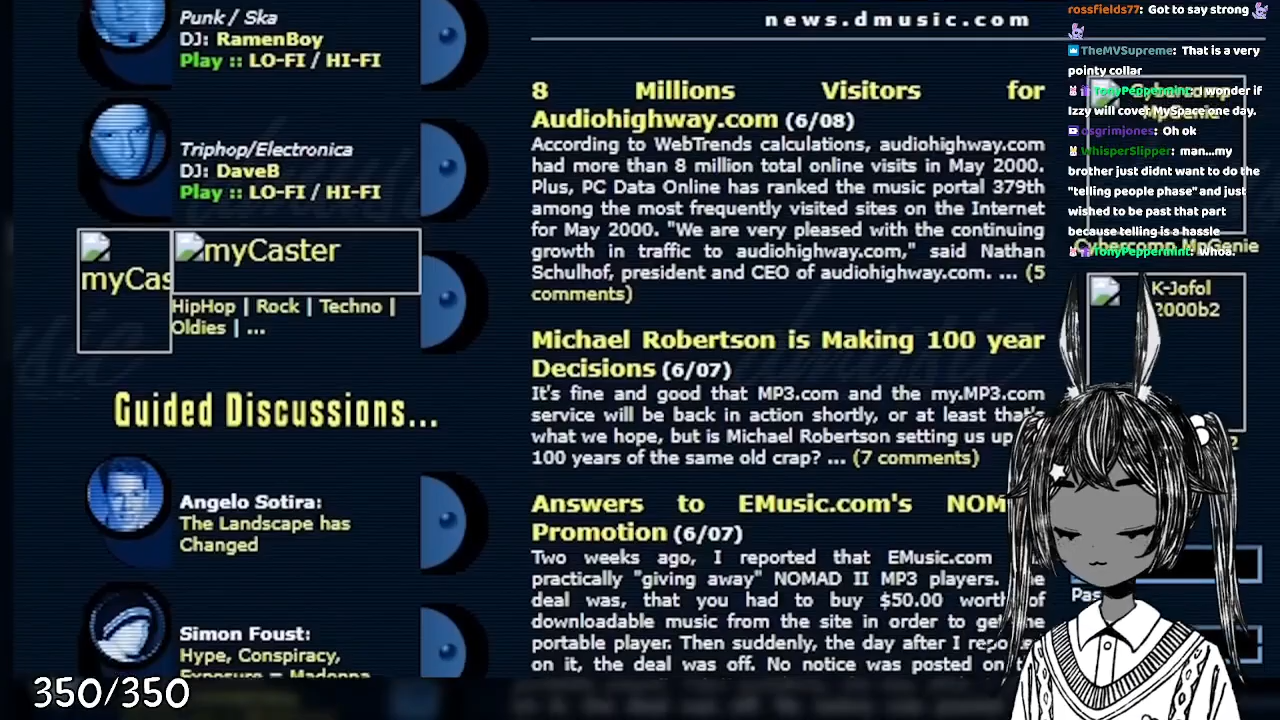 Punk / Ska
DJ: RamenBoy
Play :: LO-FI / HI-FI
Triphop/Electronica
DJ: DaveB
Play :: LO-FI / HI-FI
myCas
myCaster
HipHop | Rock | Techno |
Oldies | ...
Guided Discussions...
Angelo Sotira:
The Landscape has
Changed
Simon Foust:
Hype, Conspiracy,
Exposure = Madonna
350/350
news.dmusic.com
8 Millions Visitors for
Audiohighway.com (6/08)
According to WebTrends calculations, audiohighway.com
had more than 8 million total online visits in May 2000.
Plus, PC Data Online has ranked the music portal 379th
among the most frequently visited sites on the Internet
for May 2000. "We are very pleased with the continuing
growth in traffic to audiohighway.com," said Nathan
Schulhof, president and CEO of audiohighway.com. ... (5
comments)
Michael Robertson is Making 100 year
Decisions (6/07)
It's fine and good that MP3.com and the my.MP3.com
service will be back in action shortly, or at least that's
what we hope, but is Michael Robertson setting us up
100 years of the same old crap? ... (7 comments)
Answers to EMusic.com's NOM
Promotion (6/07)
Two weeks ago, I reported that EMusic.com
practically "giving away" NOMAD II MP3 players.
deal was, that you had to buy $50.00 worth of
downloadable music from the site in order to get
portable player. Then suddenly, the day after I
on it, the deal was off. No notice was posted on
rossfields77: Got to say strong
TheMVSupreme: That is a very
pointy collar
TonyPeppermint: I wonder if
Izzy will cover MySpace one day.
osgrimjones: Oh ok
WhisperSlipper: man...my
brother just didnt want to do the
"telling people phase" and just
wished to be past that part
because telling is a hassle
TonyPeppermint: Whoa.
Cybercomp MpGenie
K-Jofol
2000b2
Pas